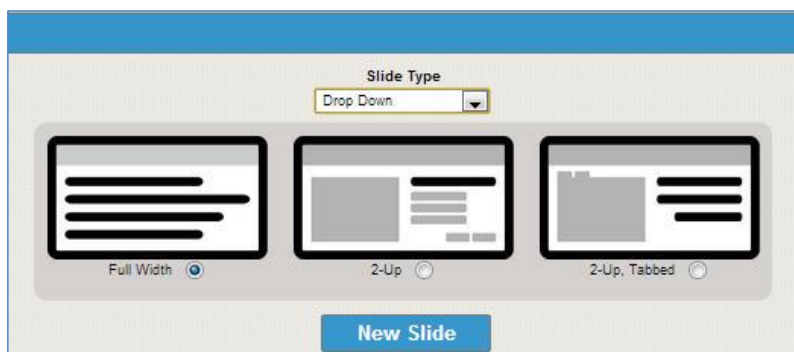 Slide Type
Drop Down
Full Width
2-Up
2-Up, Tabbed
New Slide